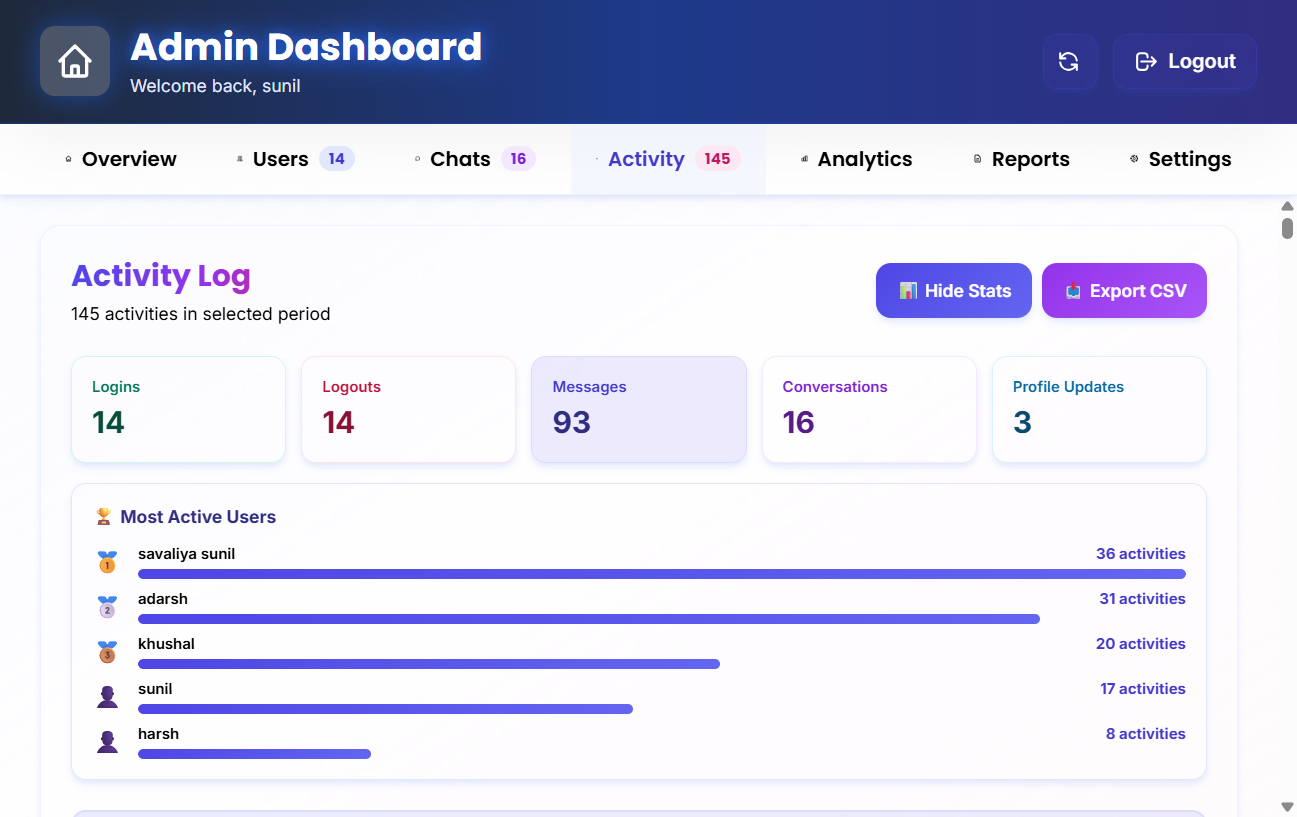 Admin Dashboard
Welcome back, sunil
Logout
Overview Users 14 Chats 16 Activity 145 Analytics Reports Settings
Activity Log
145 activities in selected period
Hide Stats Export CSV
Logins Logouts Messages Conversations Profile Updates
14 14 93 16 3
Most Active Users
1 savaliya sunil 36 activities
2 adarsh 31 activities
3 khushal 20 activities
sunil 17 activities
harsh 8 activities